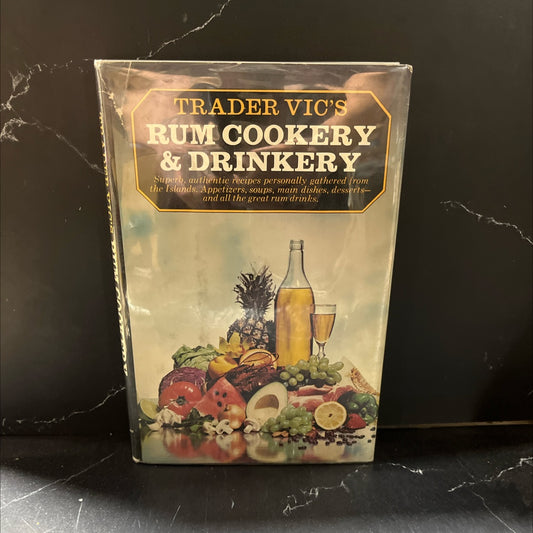 TRADER VIC'S
RUM COOKERY
& DRINKERY
Superb, authentic recipes personally gathered from
the Islands. Appetizers, soups, main dishes, desserts—
and all the great rum drinks.